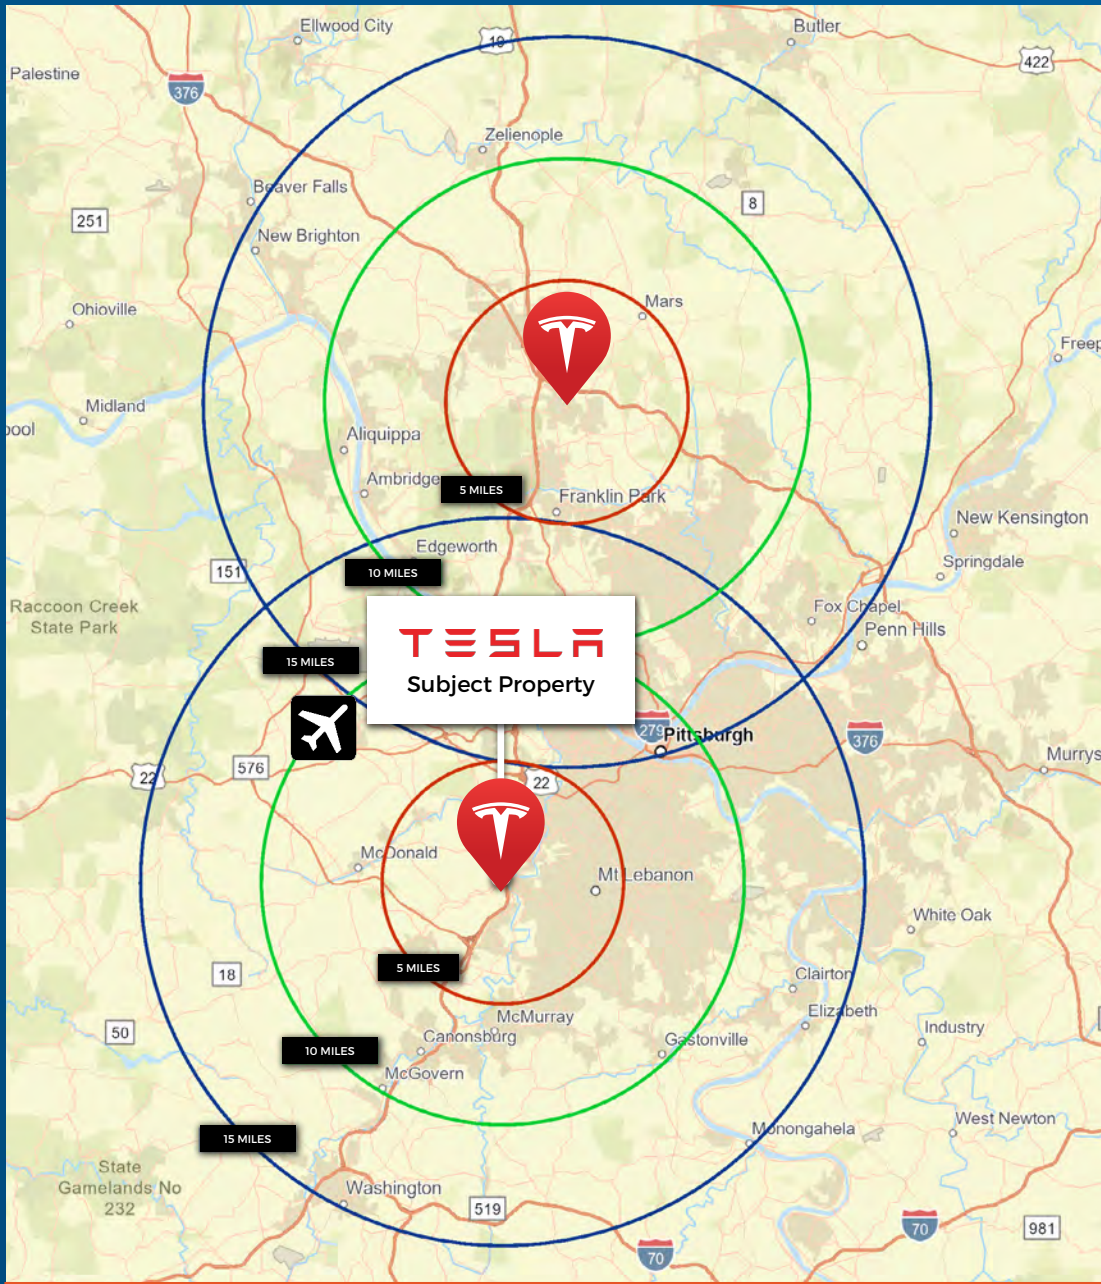 Ellwood City
19
Butler
422
Palestine
376
Zelienople
Beaver Falls
8
251
New Brighton
Mars
Ohioville
Freep
Midland
pool
Aliquippa
Ambridge
5 MILES
Franklin Park
New Kensington
Edgeworth
10 MILES
Springdale
151
Raccoon Creek
State Park
Fox Chapel
Penn Hills
TESLA
Subject Property
15 MILES
279
Pittsburgh
376
Murrys
576
22
22
McDonald
Mt Lebanon
White Oak
5 MILES
18
Clairton
Elizabeth
McMurray
50
Canonsburg
Gastonville
Industry
10 MILES
McGovern
West Newton
Monongahela
15 MILES
State
Gamelands No
232
Washington
519
70
981
70